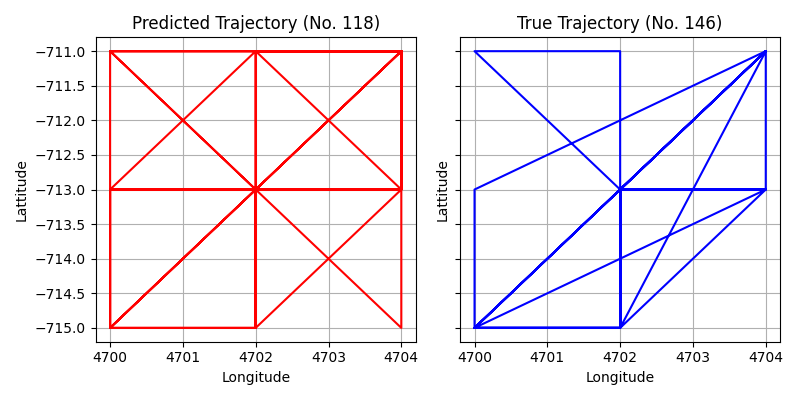 Predicted Trajectory (No. 118)
True Trajectory (No. 146)
−711.0
−711.5
−712.0
−712.5
−713.0
−713.5
−714.0
−714.5
−715.0
Lattitude
Lattitude
4700 4701 4702 4703 4704
4700 4701 4702 4703 4704
Longitude
Longitude